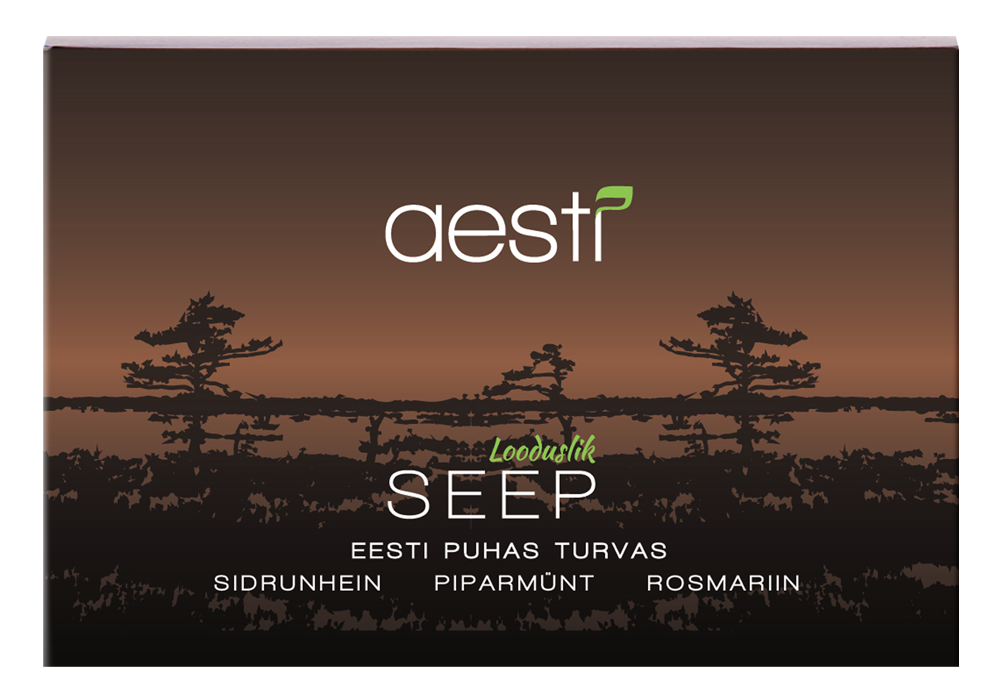 aesti
Looduslik
SEEP
EESTI PUHAS TURVAS
SIDRUNHEIN PIPARMÜNT ROSMARIIN